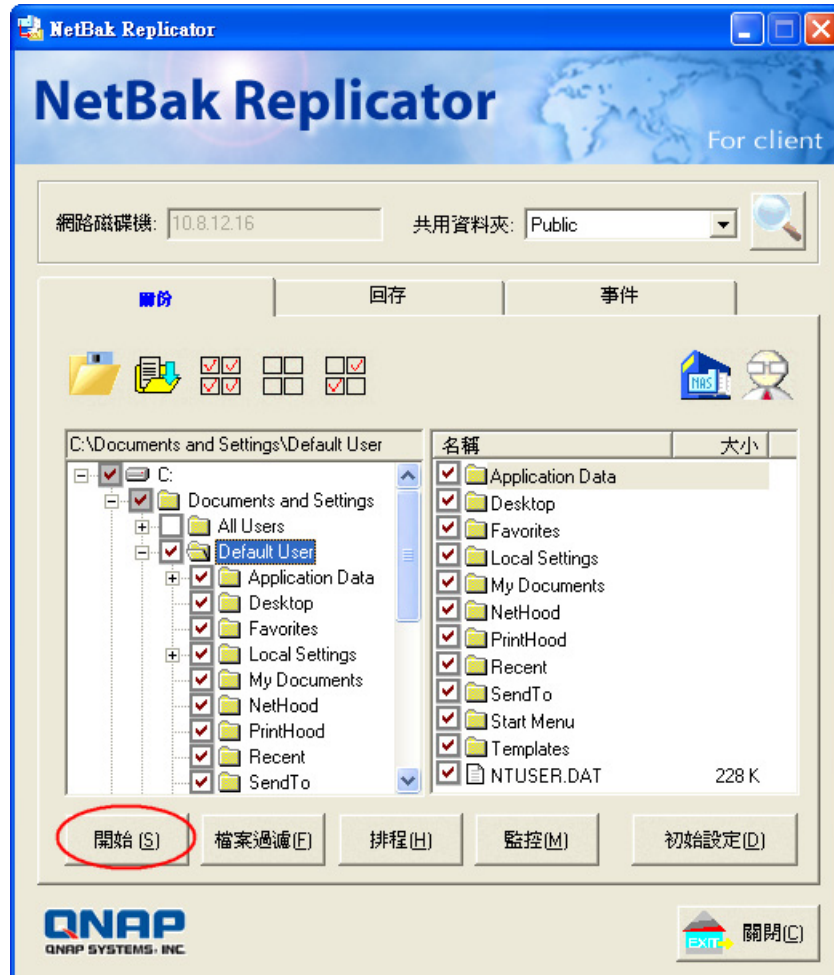 NetBak Replicator
NetBak Replicator
For client
網路磁碟機: 10.8.12.16 共用資料夾: Public
備份 回存 事件
NAS
C:\Documents and Settings\Default User 名稱 大小
C: Application Data
Documents and Settings Desktop
All Users Favorites
Default User Local Settings
Application Data My Documents
Desktop NetHood
Favorites PrintHood
Local Settings Recent
My Documents SendTo
NetHood Start Menu
PrintHood Templates
Recent NTUSER.DAT 228 K
SendTo
開始 (S) 檔案過濾(F) 排程(H) 監控(M) 初始設定(D)
QNAP
QNAP SYSTEMS, INC
EXIT 關閉(C)